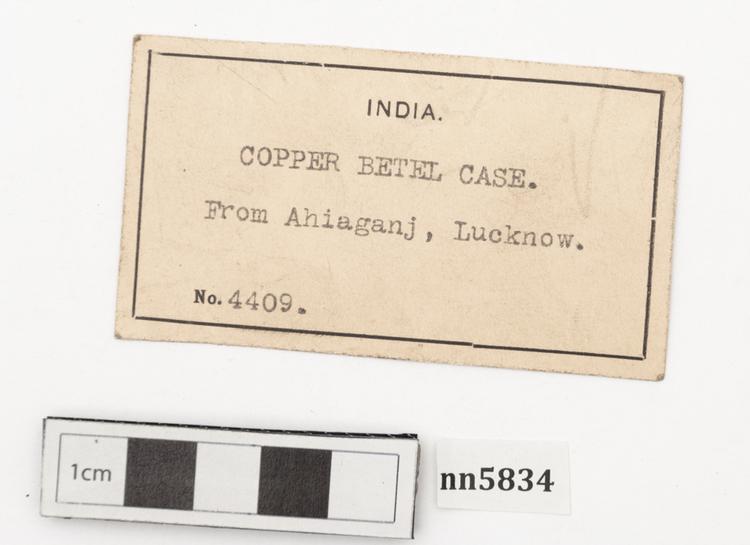 INDIA.
COPPER BETEL CASE.
From Ahiaganj, Lucknow.
No. 4409.
1cm
nn5834